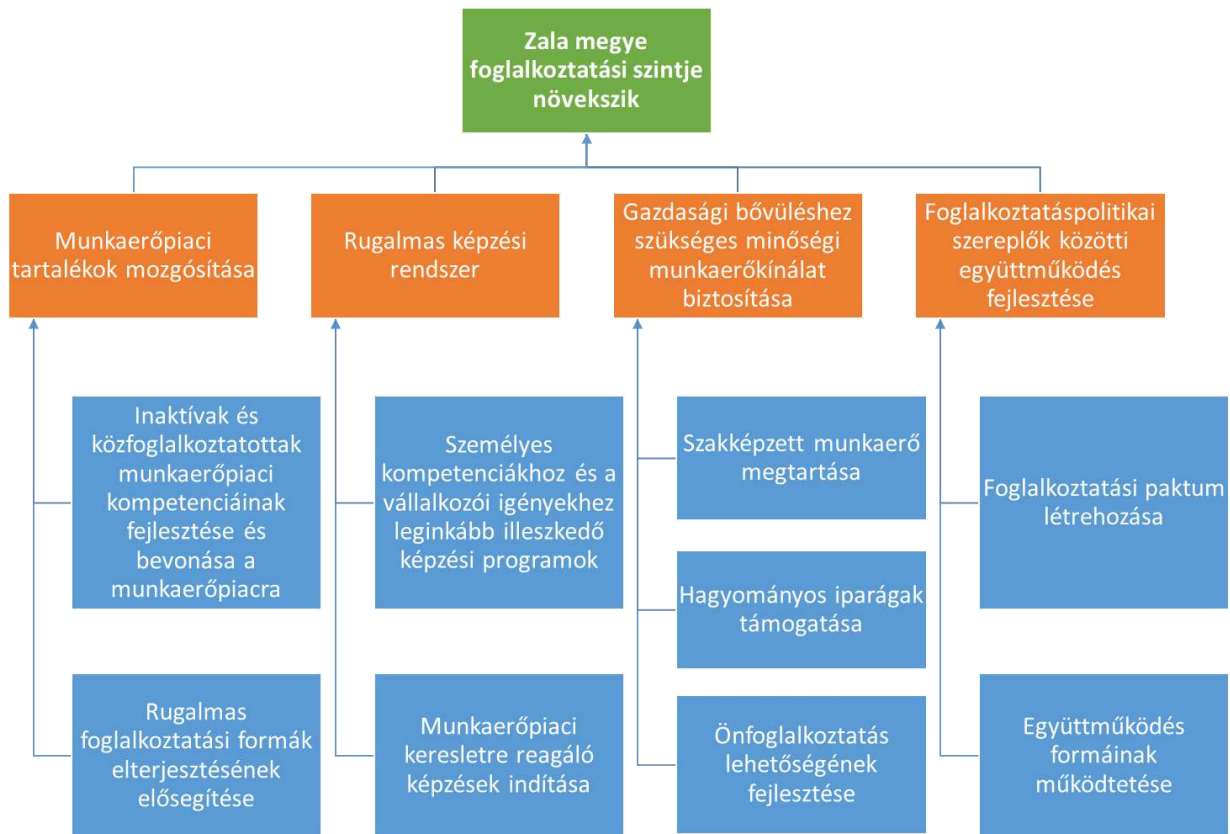 Zala megye
foglalkoztatási szintje
növekszik
Munkaerőpiaci
tartalékok mozgósítása
Rugalmas képzési
rendszer
Gazdasági bővüléshez
szükséges minőségi
munkaerőkínálat
biztosítása
Foglalkoztatáspolitikai
szereplők közötti
együttműködés
fejlesztése
Inaktívak és
közfoglalkoztatottak
munkaerőpiaci
kompetenciáinak
fejlesztése és
bevonása a
munkaerőpiacra
Rugalmas
foglalkoztatási formák
elterjesztésének
elősegítése
Személyes
kompetenciákhoz és a
vállalkozói igényekhez
leginkább illeszkedő
képzési programok
Munkaerőpiaci
keresletre reagáló
képzések indítása
Szakképzett munkaerő
megtartása
Hagyományos iparágak
támogatása
Önfoglalkoztatás
lehetőségének
fejlesztése
Foglalkoztatási paktum
létrehozása
Együttműködés
formáinak
működtetése